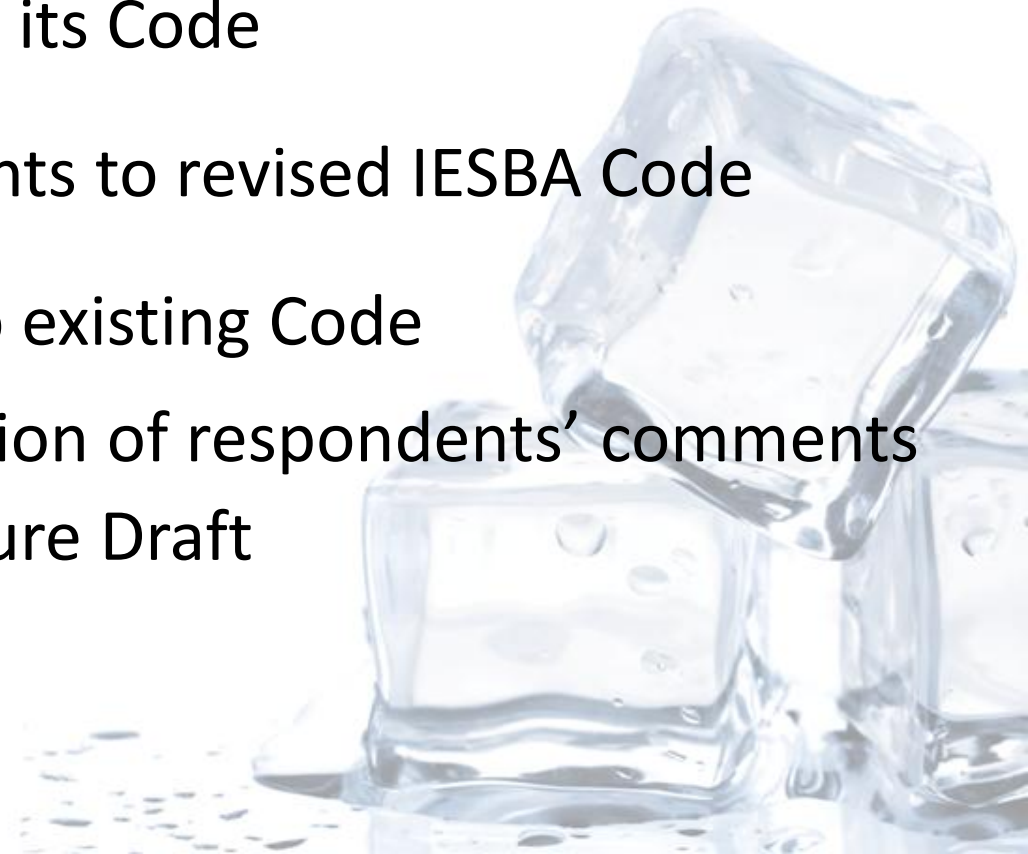 its Code
nts to revised IESBA Code
existing Code
ion of respondents’ comments
ure Draft